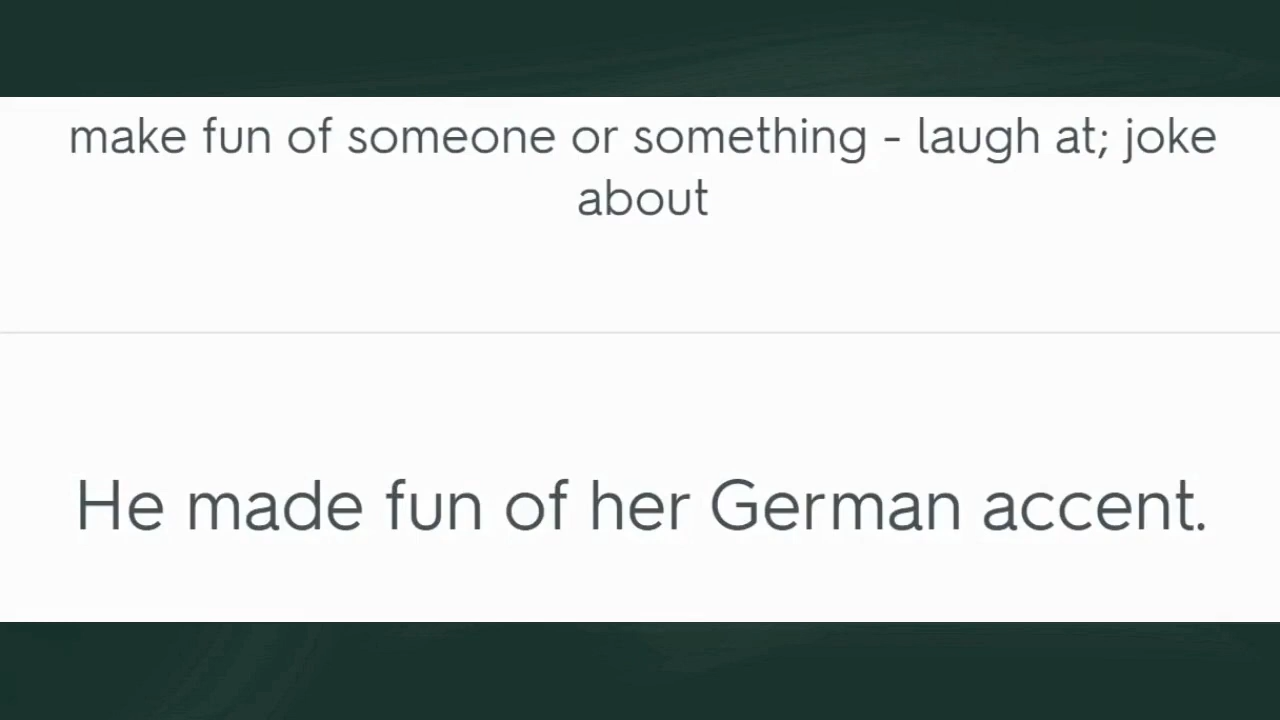 make fun of someone or something - laugh at; joke
about
He made fun of her German accent.